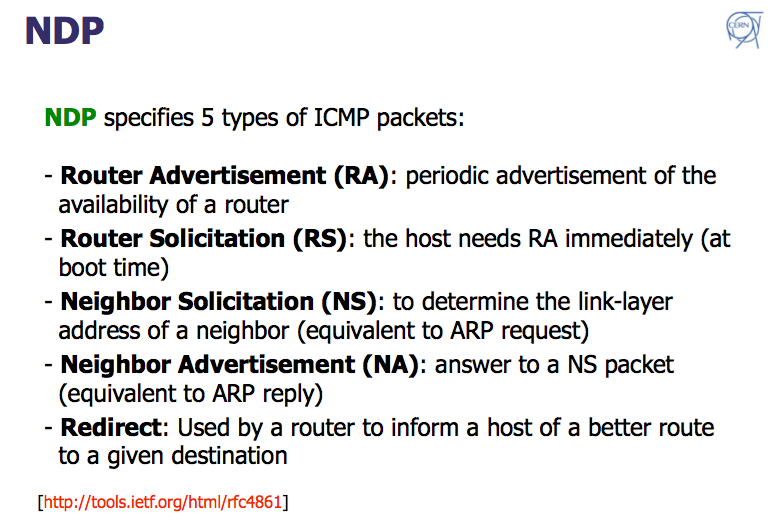 NDP
CERN
NDP specifies 5 types of ICMP packets:
- Router Advertisement (RA): periodic advertisement of the
availability of a router
- Router Solicitation (RS): the host needs RA immediately (at
boot time)
- Neighbor Solicitation (NS): to determine the link-layer
address of a neighbor (equivalent to ARP request)
- Neighbor Advertisement (NA): answer to a NS packet
(equivalent to ARP reply)
- Redirect: Used by a router to inform a host of a better route
to a given destination
[http://tools.ietf.org/html/rfc4861]